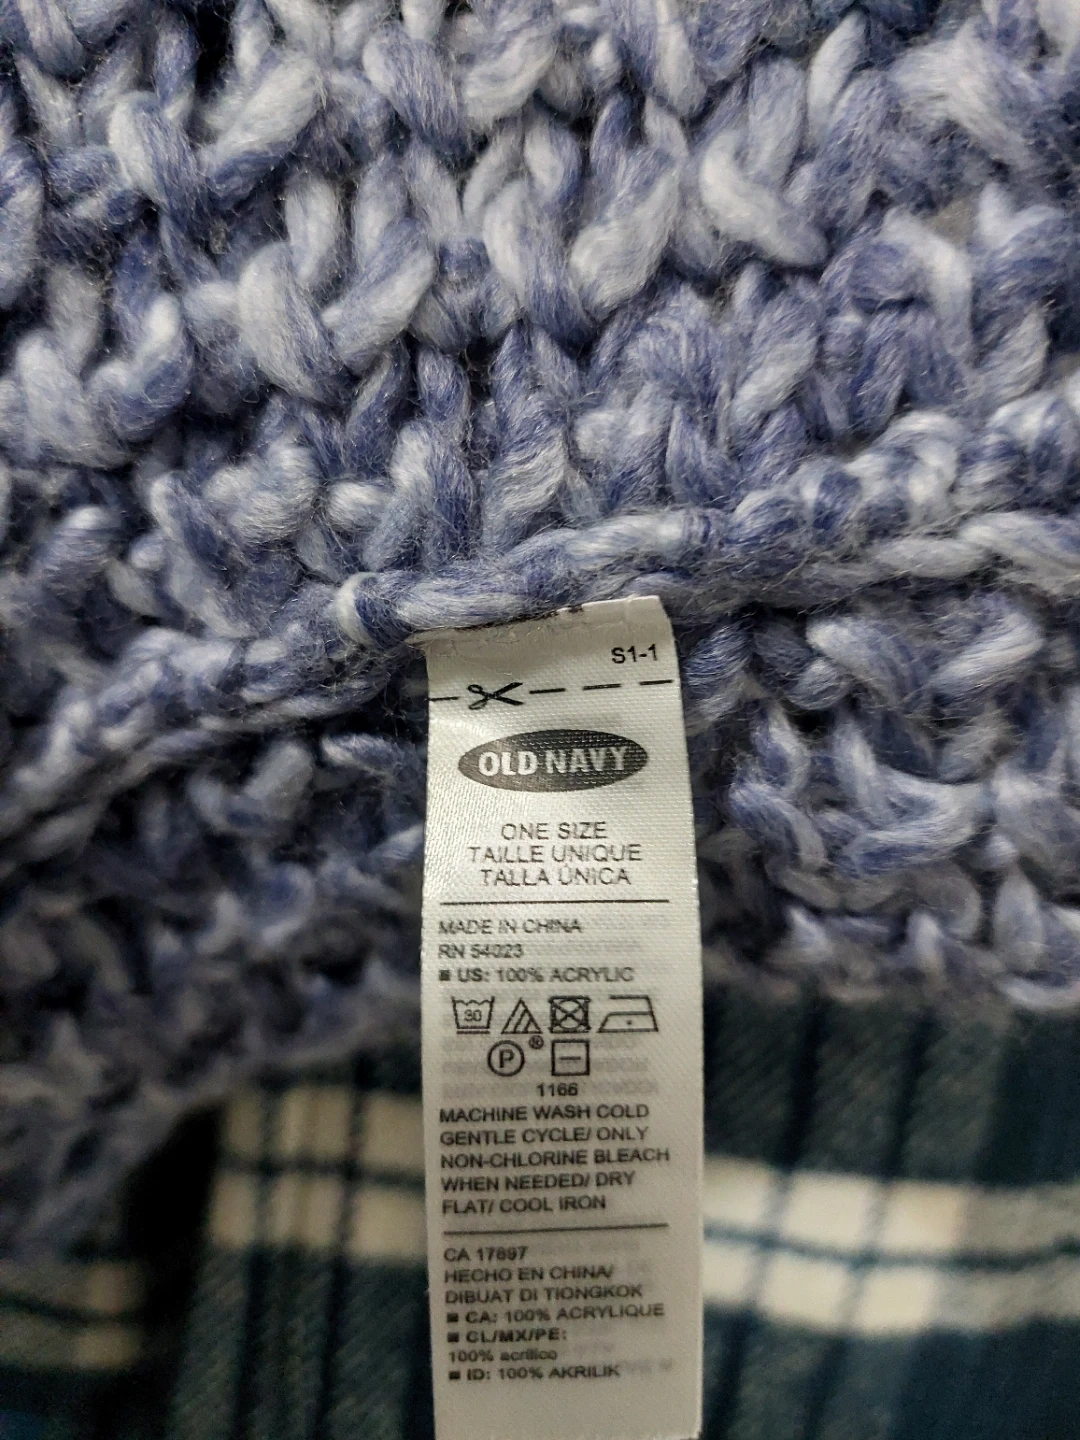 S1-1
OLD NAVY
ONE SIZE
TAILLE UNIQUE
TALLA ÚNICA
MADE IN CHINA
RN 54023
US: 100% ACRYLIC
30
P ®
1166
MACHINE WASH COLD
GENTLE CYCLE/ ONLY
NON-CHLORINE BLEACH
WHEN NEEDED/ DRY
FLAT/ COOL IRON
CA 17897
HECHO EN CHINA/
DIBUAT DI TIONGKOK
CA: 100% ACRYLIQUE
CL/MX/PE:
100% acrílico
ID: 100% AKRILIK